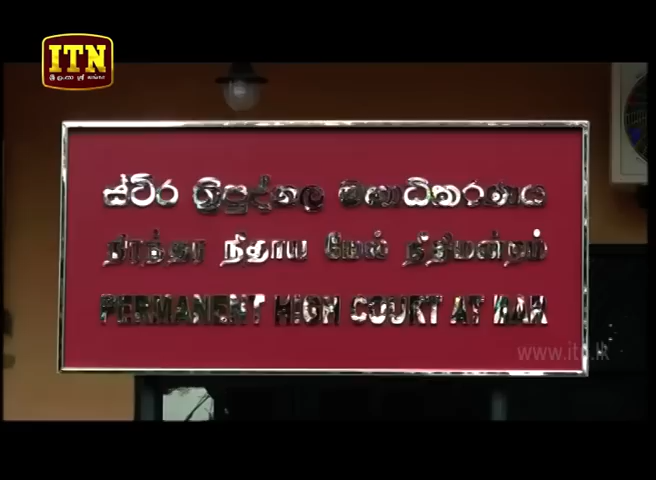 ITN
ස්ථිර ත්‍රිපුද්ගල මහාධිකරණය
நிரந்தர நீதாய மேல் நீதிமன்றம்
PERMANENT HIGH COURT AT BAR
www.itn.lk